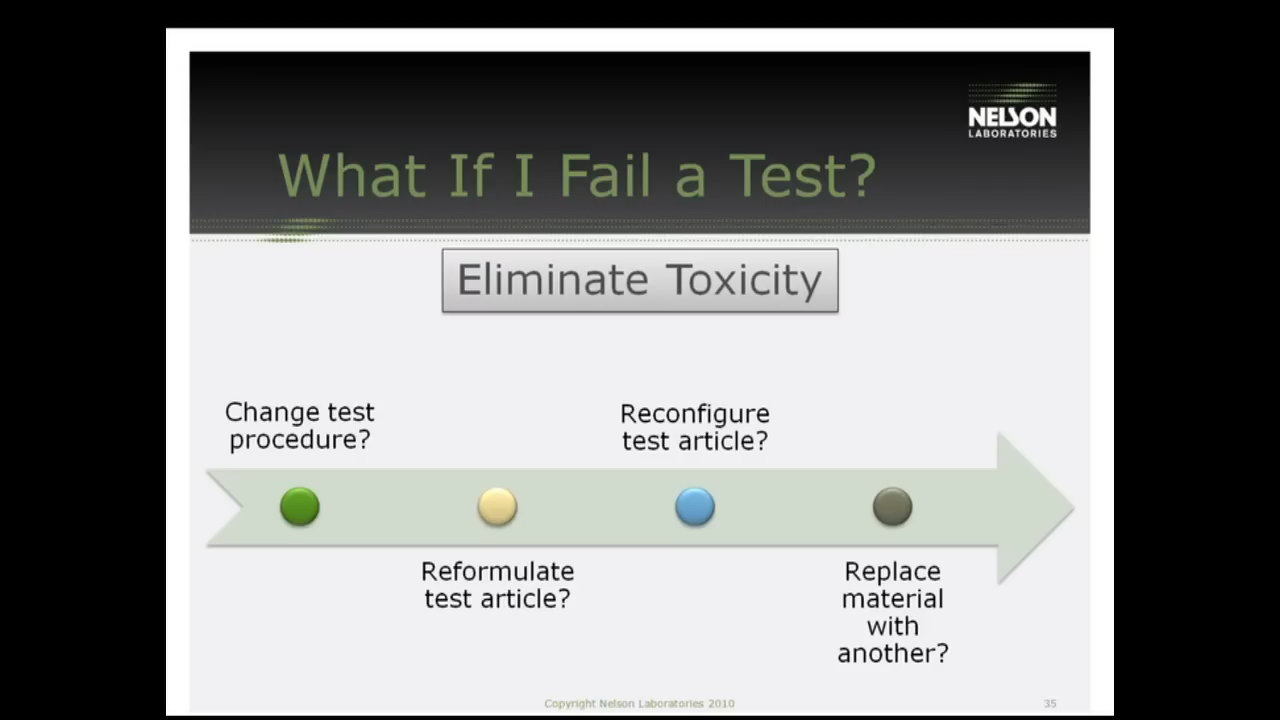 NELSON
LABORATORIES
What If I Fail a Test?
Eliminate Toxicity
Change test
procedure?
Reformulate
test article?
Reconfigure
test article?
Replace
material
with
another?
Copyright Nelson Laboratories 2010
35